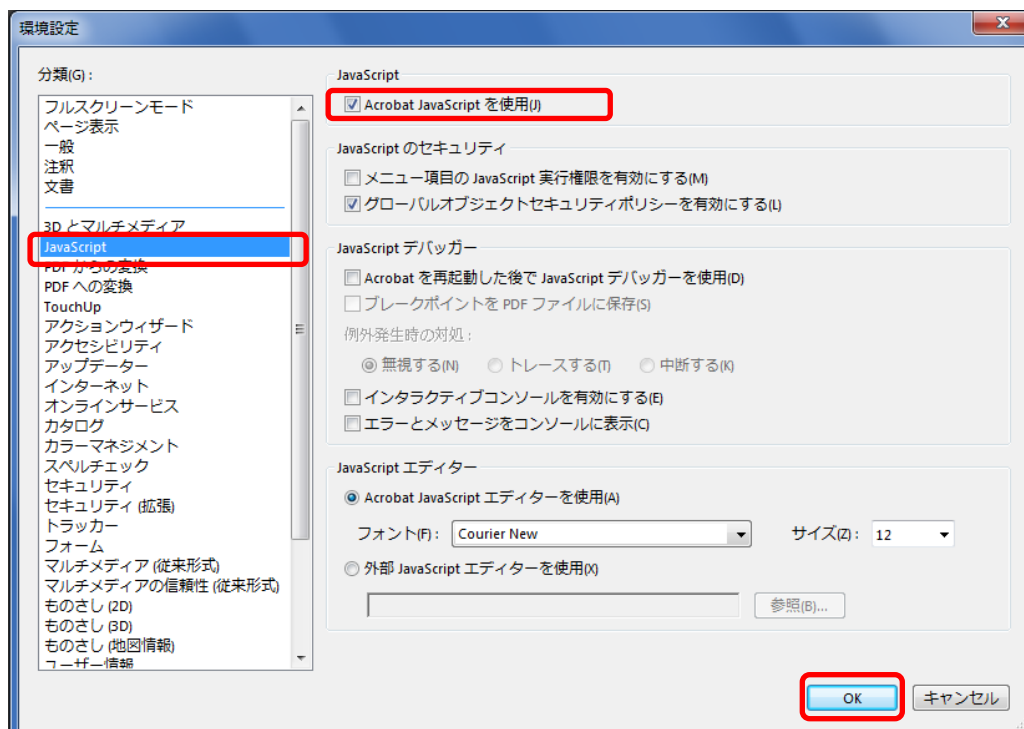 環境設定
分類(G):
フルスクリーンモード
ページ表示
一般
注釈
文書
3D とマルチメディア
JavaScript
PDF からの変換
PDF への変換
TouchUp
アクションウィザード
アクセシビリティ
アップデーター
インターネット
オンラインサービス
カタログ
カラーマネジメント
スペルチェック
セキュリティ
セキュリティ (拡張)
トラッカー
フォーム
マルチメディア (従来形式)
マルチメディアの信頼性 (従来形式)
ものさし (2D)
ものさし (3D)
ものさし (地図情報)
ユーザー情報
JavaScript
Acrobat JavaScript を使用(J)
JavaScript のセキュリティ
メニュー項目の JavaScript 実行権限を有効にする(M)
グローバルオブジェクトセキュリティポリシーを有効にする(L)
JavaScript デバッガー
Acrobat を再起動した後で JavaScript デバッガーを使用(D)
ブレークポイントを PDF ファイルに保存(S)
例外発生時の対処:
無視する(N) トレースする(T) 中断する(K)
インタラクティブコンソールを有効にする(E)
エラーとメッセージをコンソールに表示(C)
JavaScript エディター
Acrobat JavaScript エディターを使用(A)
フォント(F): Courier New サイズ(Z): 12
外部 JavaScript エディターを使用(X)
参照(B)...
OK キャンセル